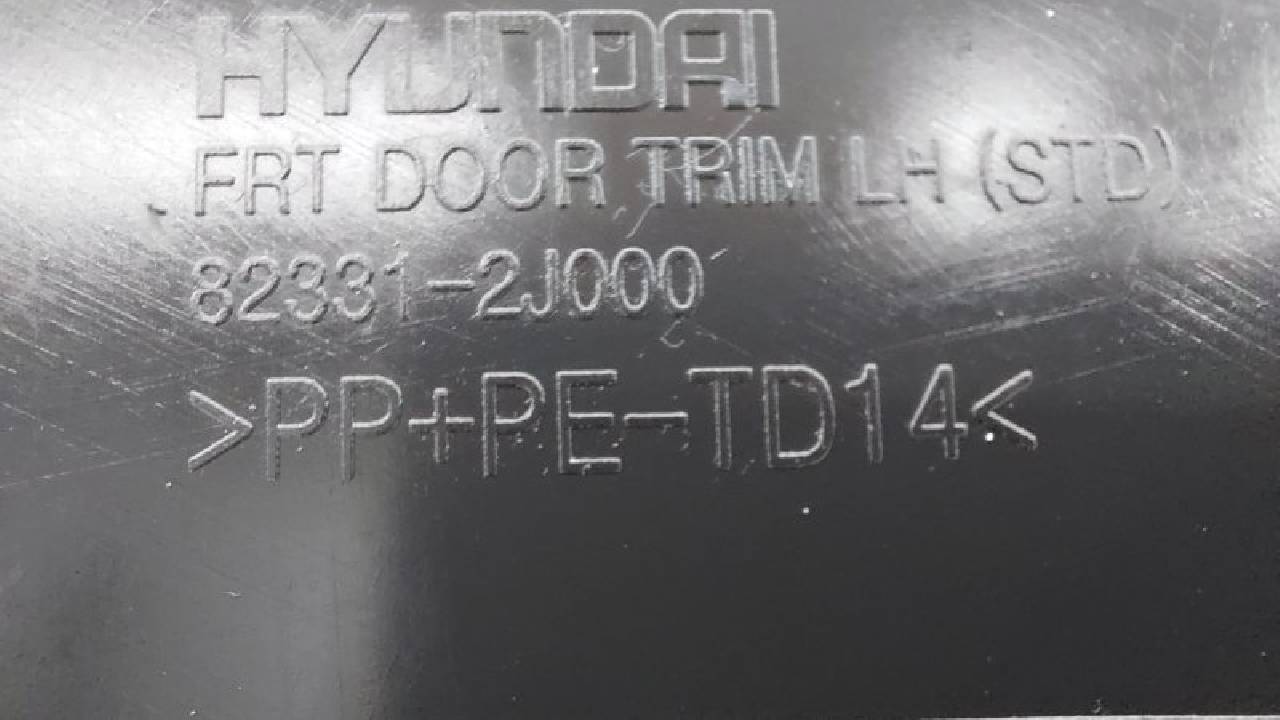 HYUNDAI
FRT DOOR TRIM LH (STD)
82331-2J000
>PP+PE-TD14<